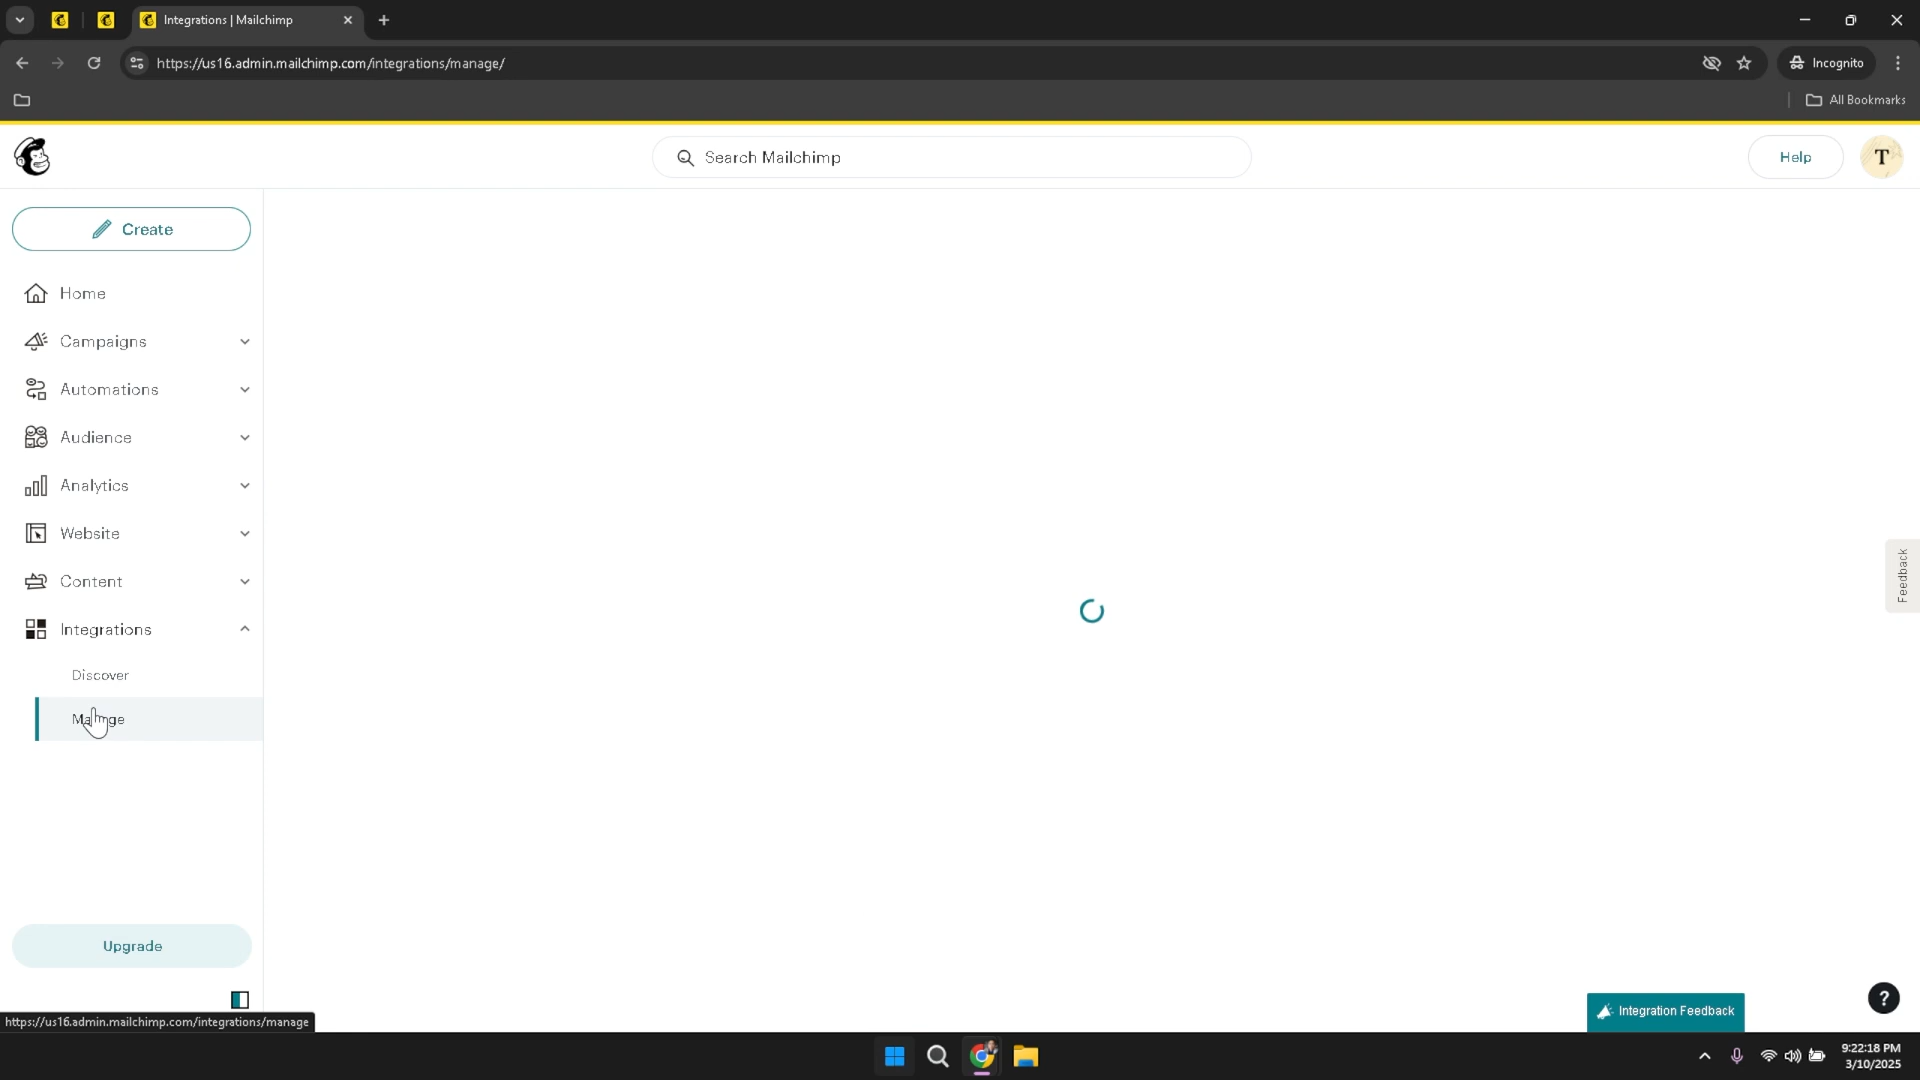 Integrations | Mailchimp
https://us16.admin.mailchimp.com/integrations/manage/
Incognito
All Bookmarks
Search Mailchimp
Help
T
Create
Home
Campaigns
Automations
Audience
Analytics
Website
Content
Integrations
Discover
Manage
Feedback
Upgrade
Integration Feedback
?
https://us16.admin.mailchimp.com/integrations/manage
9:22:18 PM
3/10/2025